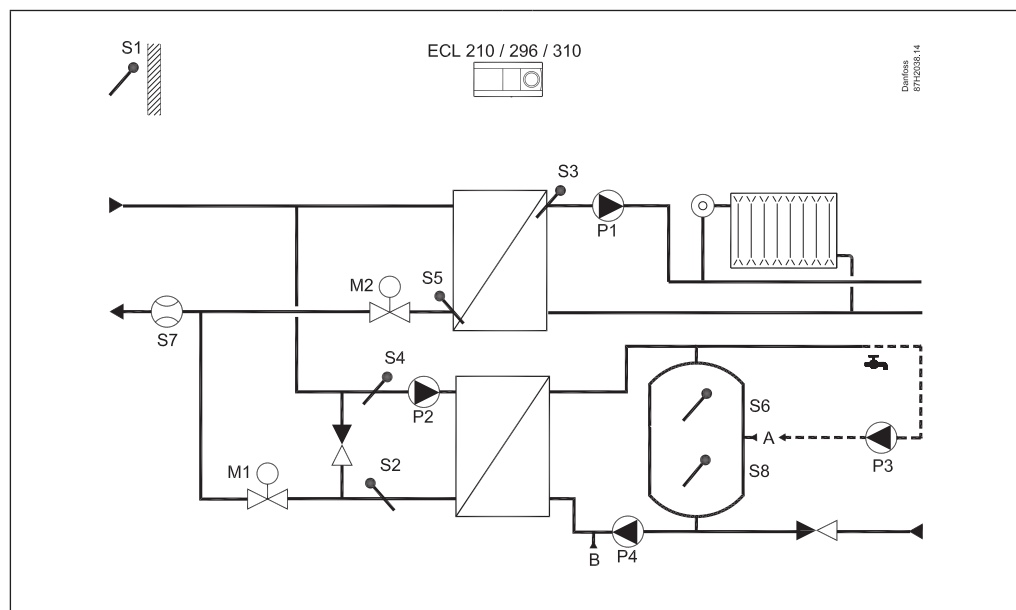 S1
ECL 210 / 296 / 310
Danfoss
87H2038.14
S3
P1
M2
S5
S7
S4
P2
S6
A
P3
S8
S2
M1
B
P4